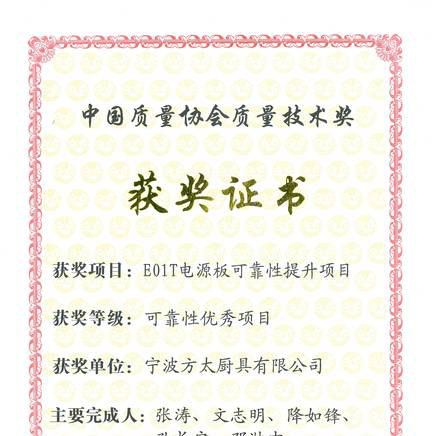 中国质量协会质量技术奖
获奖证书
获奖项目：E01T电源板可靠性提升项目
获奖等级：可靠性优秀项目
获奖单位：宁波方太厨具有限公司
主要完成人：张涛、文志明、降如锋、